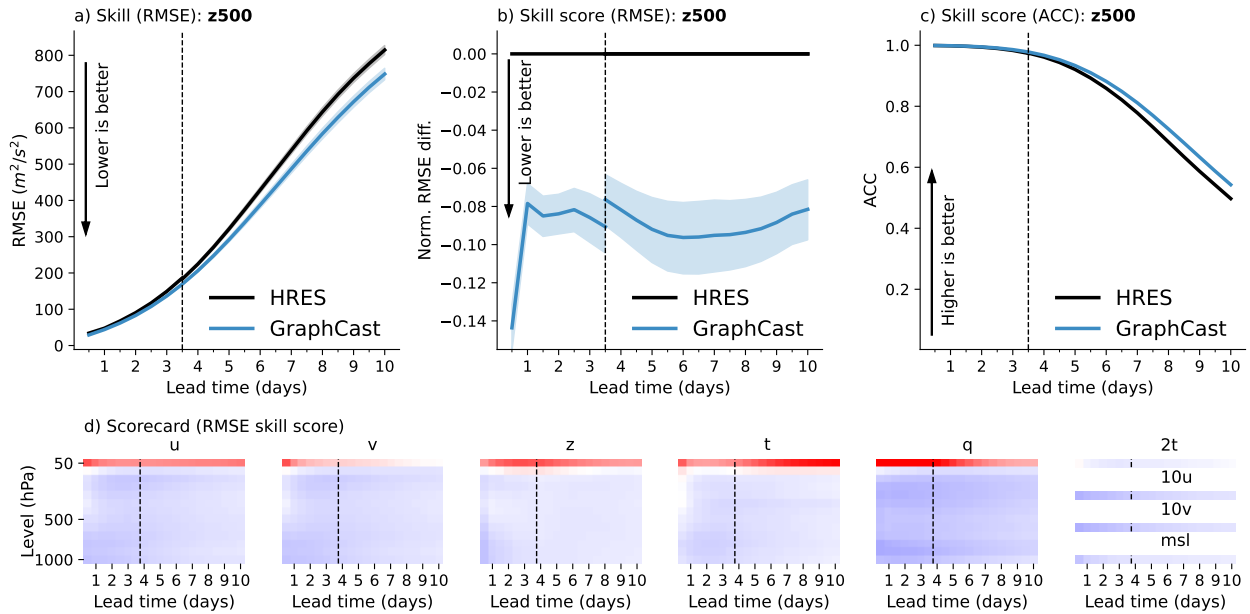 a) Skill (RMSE): z500
800
700
600
500
400
300
200
100
0
RMSE (m²/s²)
Lower is better
HRES
GraphCast
1 2 3 4 5 6 7 8 9 10
Lead time (days)
b) Skill score (RMSE): z500
0.00
−0.02
−0.04
−0.06
−0.08
−0.10
−0.12
−0.14
Norm. RMSE diff.
Lower is better
HRES
GraphCast
1 2 3 4 5 6 7 8 9 10
Lead time (days)
c) Skill score (ACC): z500
1.0
0.8
0.6
0.4
0.2
ACC
Higher is better
HRES
GraphCast
1 2 3 4 5 6 7 8 9 10
Lead time (days)
d) Scorecard (RMSE skill score)
u
50
500
1000
Level (hPa)
1 2 3 4 5 6 7 8 9 10
Lead time (days)
v
1 2 3 4 5 6 7 8 9 10
Lead time (days)
z
1 2 3 4 5 6 7 8 9 10
Lead time (days)
t
1 2 3 4 5 6 7 8 9 10
Lead time (days)
q
1 2 3 4 5 6 7 8 9 10
Lead time (days)
2t
10u
10v
msl
1 2 3 4 5 6 7 8 9 10
Lead time (days)